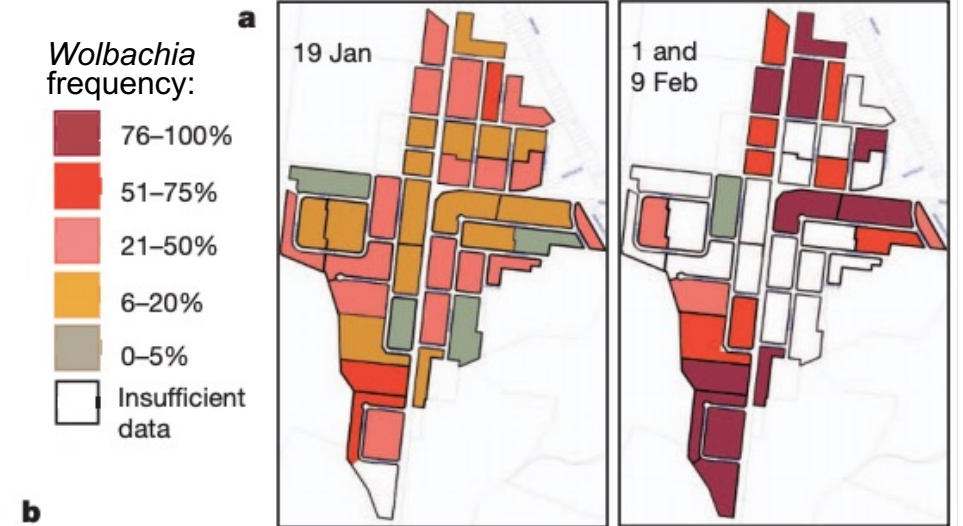 a
Wolbachia
frequency:
76–100%
51–75%
21–50%
6–20%
0–5%
Insufficient
data
19 Jan
1 and
9 Feb
b